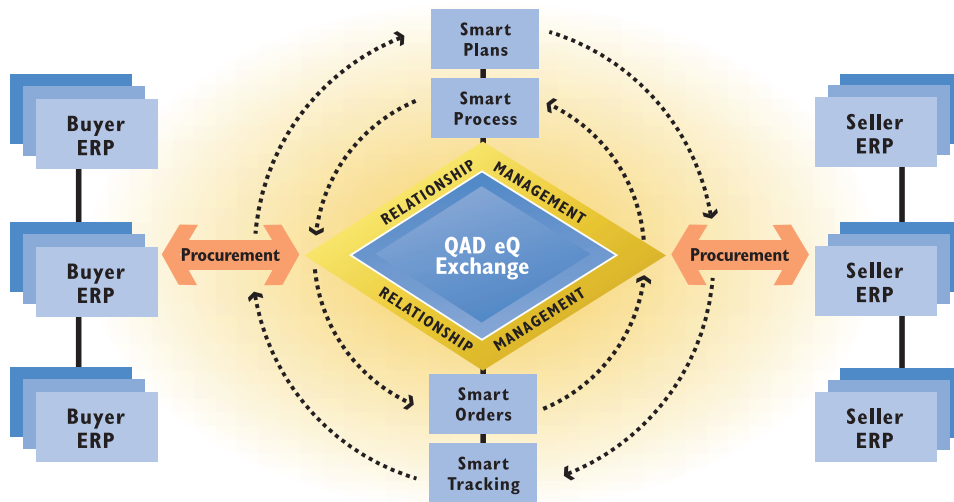 Smart
Plans
Smart
Process
Buyer
ERP
Seller
ERP
RELATIONSHIP
MANAGEMENT
Buyer
ERP
Procurement
QAD eQ
Exchange
Procurement
Seller
ERP
RELATIONSHIP
MANAGEMENT
Buyer
ERP
Smart
Orders
Seller
ERP
Smart
Tracking